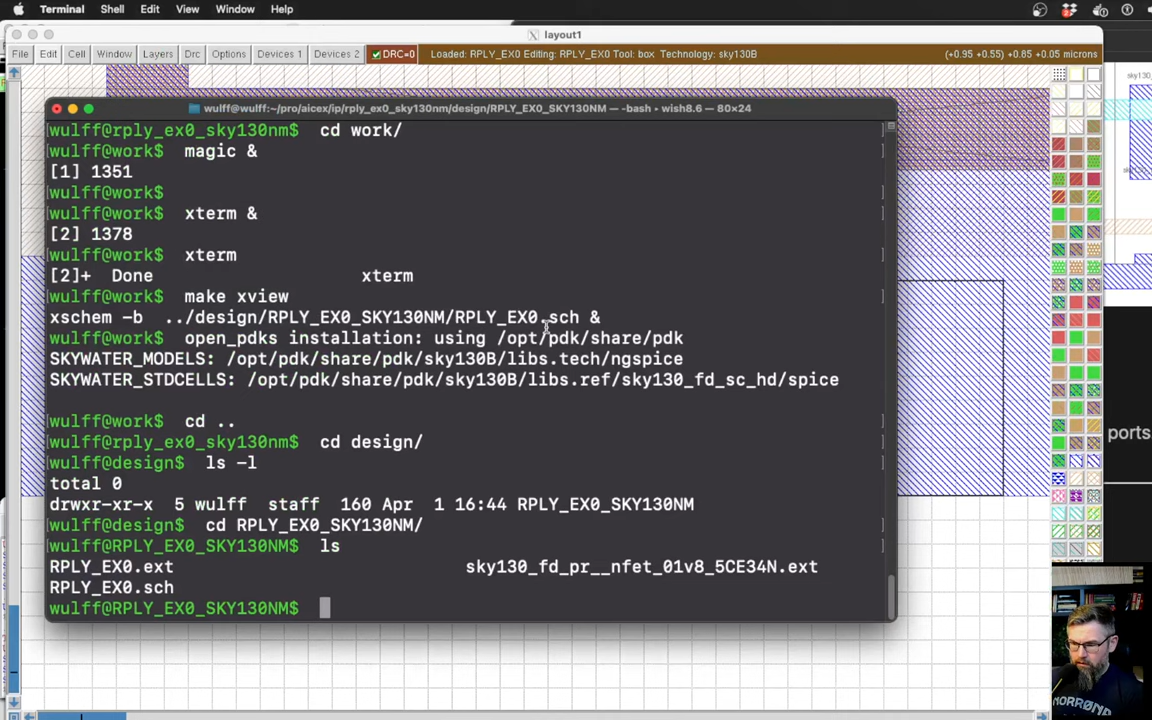 Terminal Shell Edit View Window Help
layout1
File Edit Cell Window Layers Drc Options Devices 1 Devices 2 DRC=0 Loaded: RPLY_EX0 Editing: RPLY_EX0 Tool: box Technology: sky130B (+0.95 +0.55) +0.85 +0.05 microns
wulff@wulff:~/pro/aicex/ip/rply_ex0_sky130nm/design/RPLY_EX0_SKY130NM — -bash • wish8.6 — 80×24
wulff@rply_ex0_sky130nm$ cd work/
wulff@work$ magic &
[1] 1351
wulff@work$
wulff@work$ xterm &
[2] 1378
wulff@work$ xterm
[2]+ Done xterm
wulff@work$ make xview
xschem -b ../design/RPLY_EX0_SKY130NM/RPLY_EX0.sch &
wulff@work$ open_pdks installation: using /opt/pdk/share/pdk
SKYWATER_MODELS: /opt/pdk/share/pdk/sky130B/libs.tech/ngspice
SKYWATER_STDCELLS: /opt/pdk/share/pdk/sky130B/libs.ref/sky130_fd_sc_hd/spice
wulff@work$ cd ..
wulff@rply_ex0_sky130nm$ cd design/
wulff@design$ ls -l
total 0
drwxr-xr-x 5 wulff staff 160 Apr 1 16:44 RPLY_EX0_SKY130NM
wulff@design$ cd RPLY_EX0_SKY130NM/
wulff@RPLY_EX0_SKY130NM$ ls
RPLY_EX0.ext sky130_fd_pr__nfet_01v8_5CE34N.ext
RPLY_EX0.sch
wulff@RPLY_EX0_SKY130NM$
ports